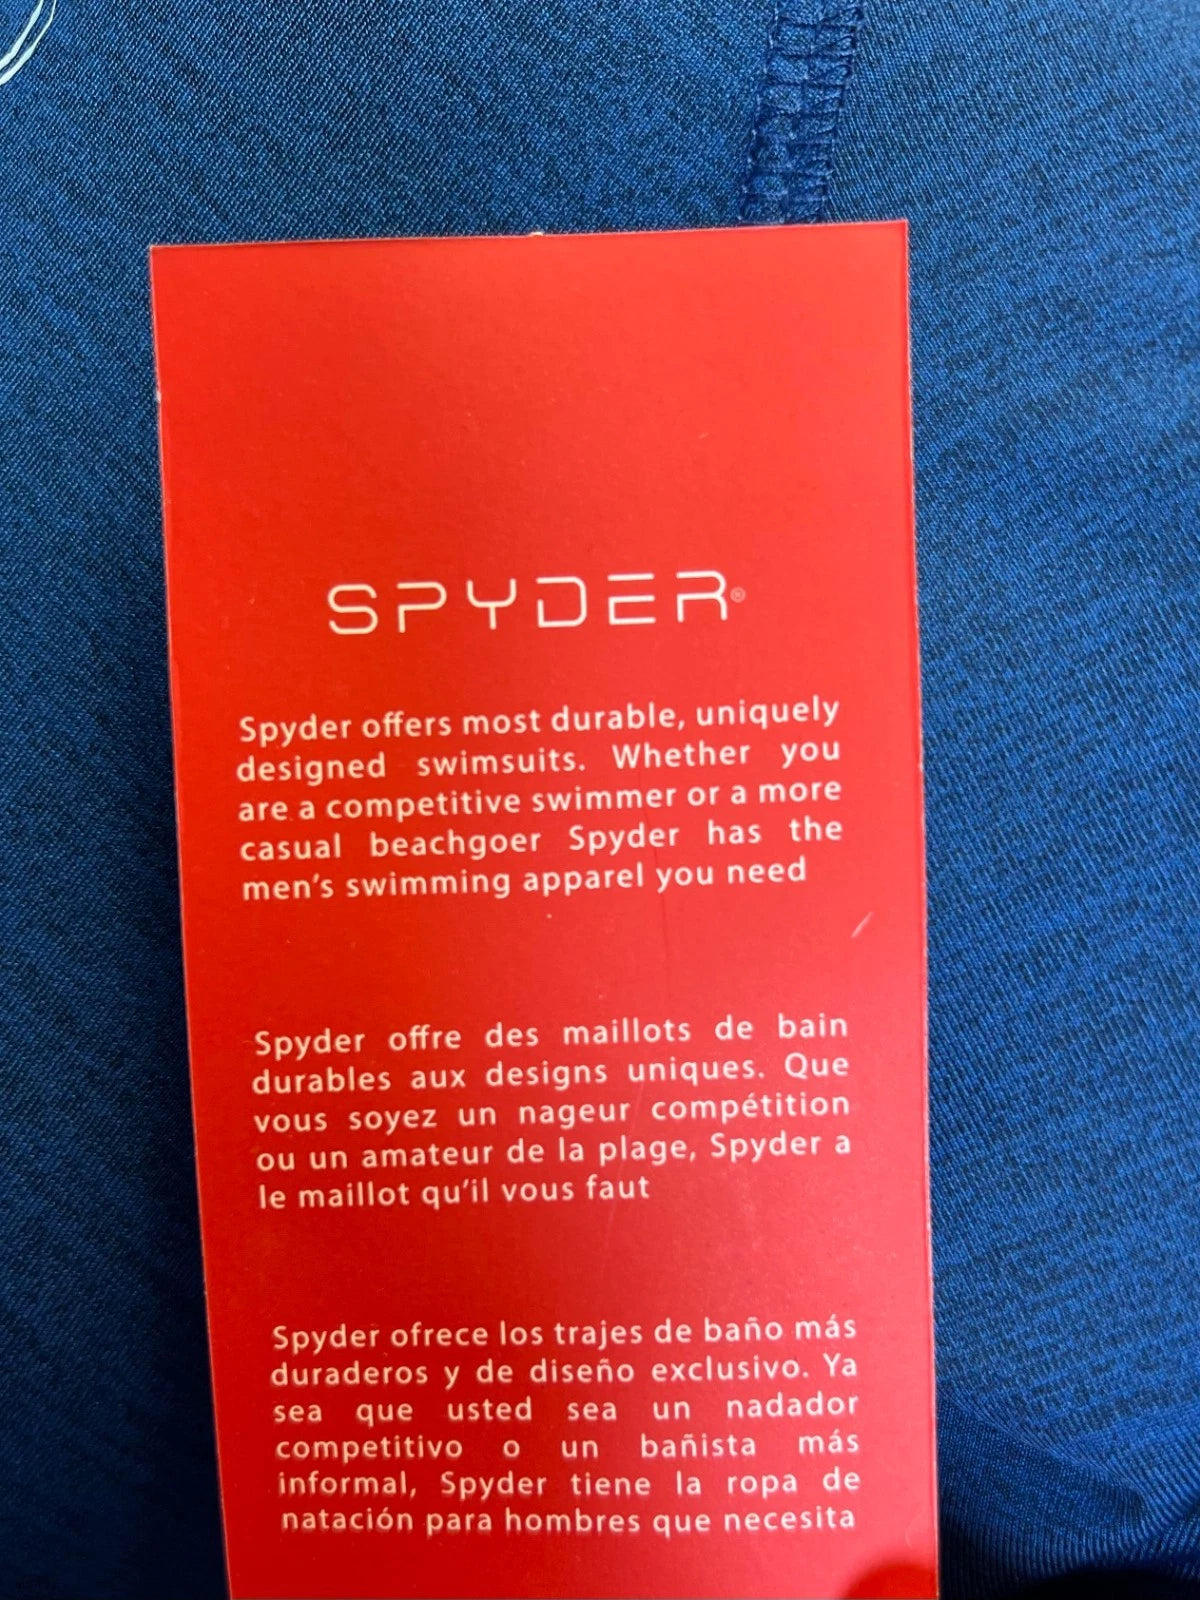 SPYDER®
Spyder offers most durable, uniquely
designed swimsuits. Whether you
are a competitive swimmer or a more
casual beachgoer Spyder has the
men's swimming apparel you need
Spyder offre des maillots de bain
durables aux designs uniques. Que
vous soyez un nageur compétition
ou un amateur de la plage, Spyder a
le maillot qu'il vous faut
Spyder ofrece los trajes de baño más
duraderos y de diseño exclusivo. Ya
sea que usted sea un nadador
competitivo o un bañista más
informal, Spyder tiene la ropa de
natación para hombres que necesita